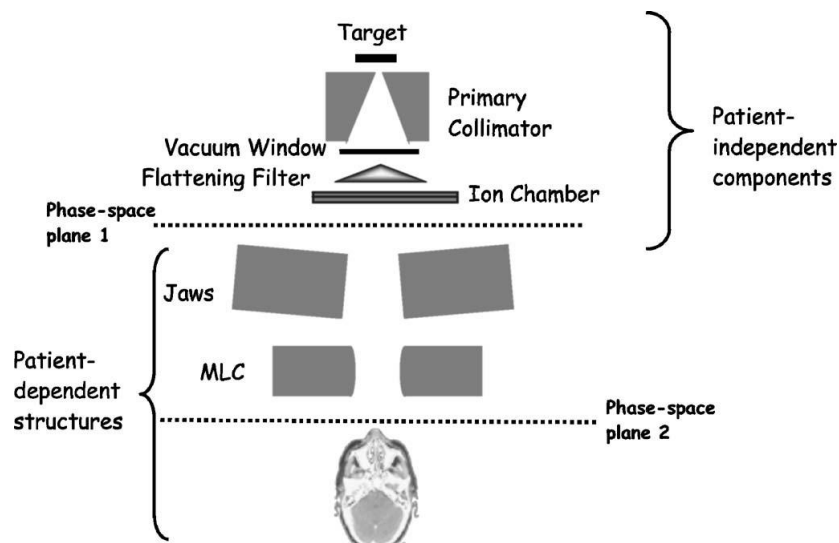 Target
Primary
Collimator
Patient-
independent
components
Vacuum Window
Flattening Filter
Ion Chamber
Phase-space
plane 1
Jaws
Patient-
dependent
structures
MLC
Phase-space
plane 2